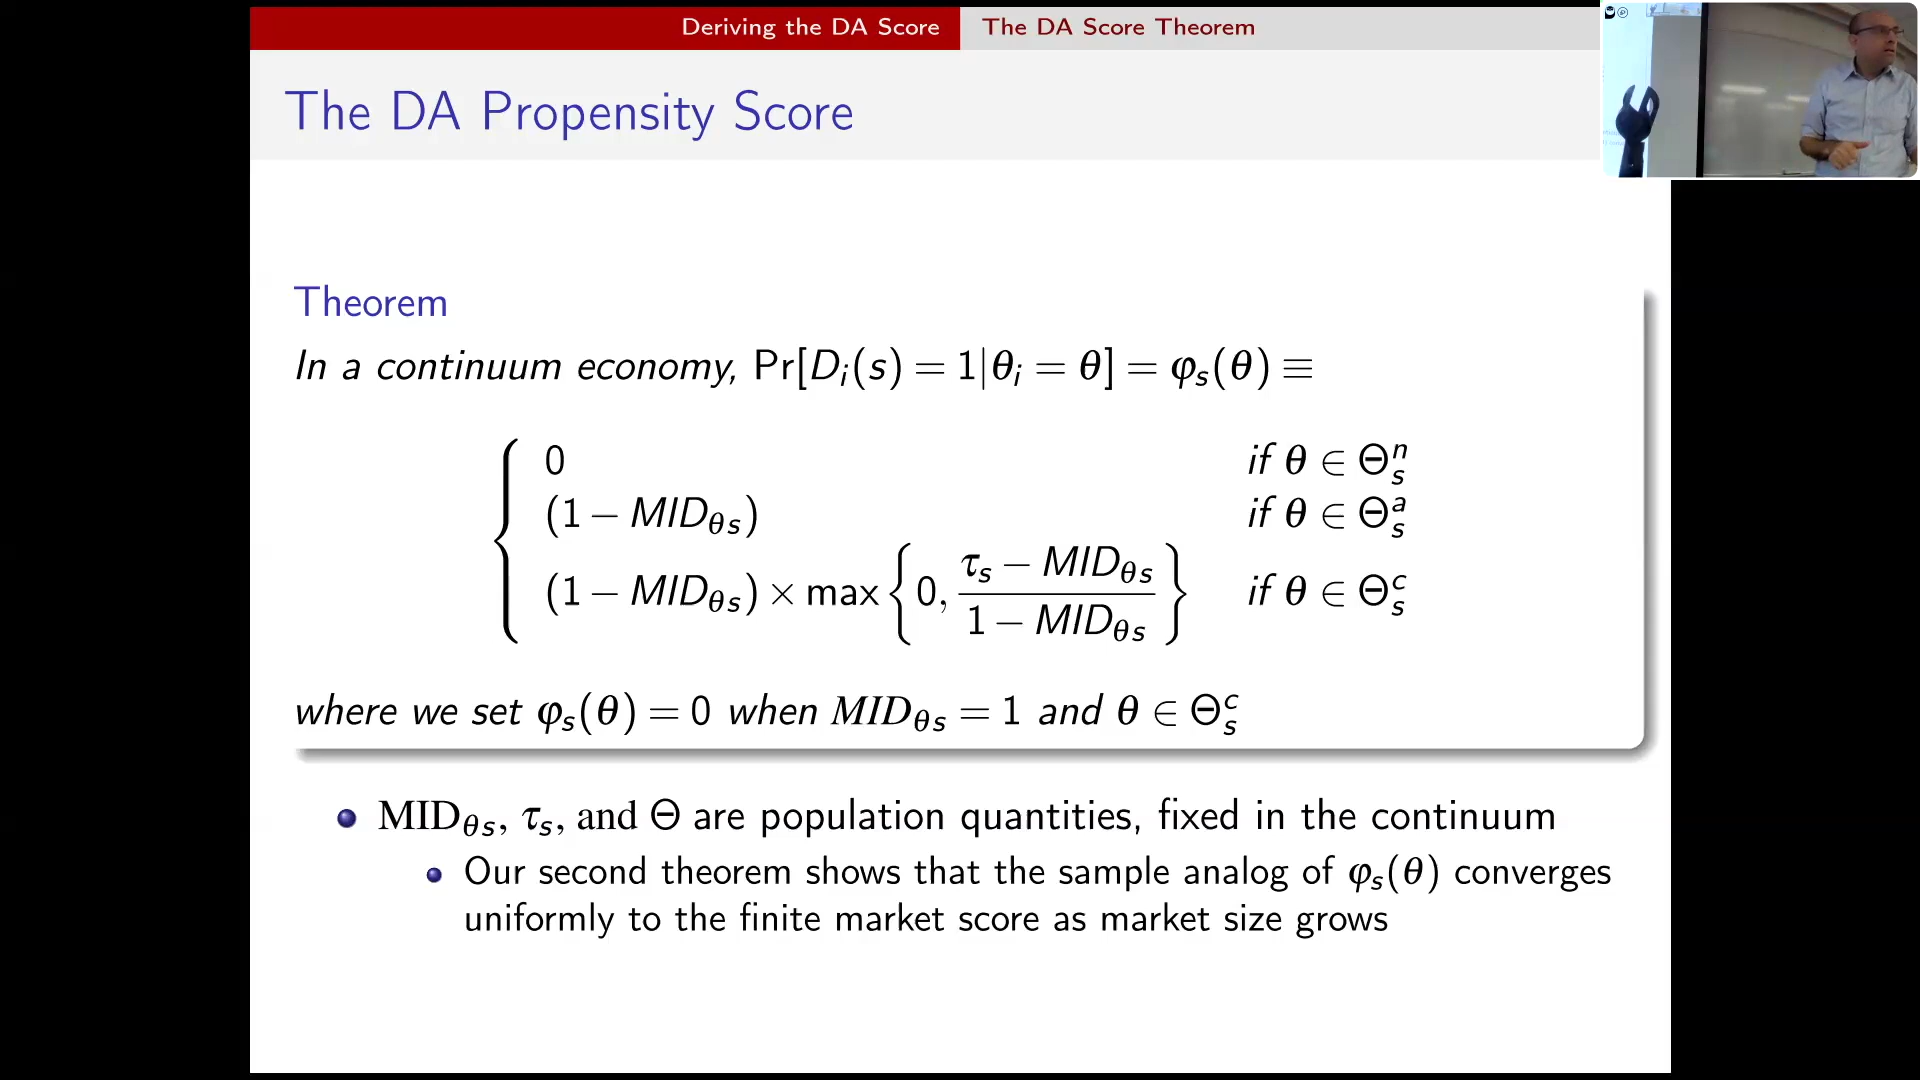 Deriving the DA Score The DA Score Theorem
The DA Propensity Score
Theorem
In a continuum economy, Pr[D_i(s) = 1|θ_i = θ] = φ_s(θ) ≡
0 if θ ∈ Θ_s^n
(1 − MID_θs) if θ ∈ Θ_s^a
(1 − MID_θs) × max{0, (τ_s − MID_θs)/(1 − MID_θs)} if θ ∈ Θ_s^c
where we set φ_s(θ) = 0 when MID_θs = 1 and θ ∈ Θ_s^c
MID_θs, τ_s, and Θ are population quantities, fixed in the continuum
Our second theorem shows that the sample analog of φ_s(θ) converges
uniformly to the finite market score as market size grows